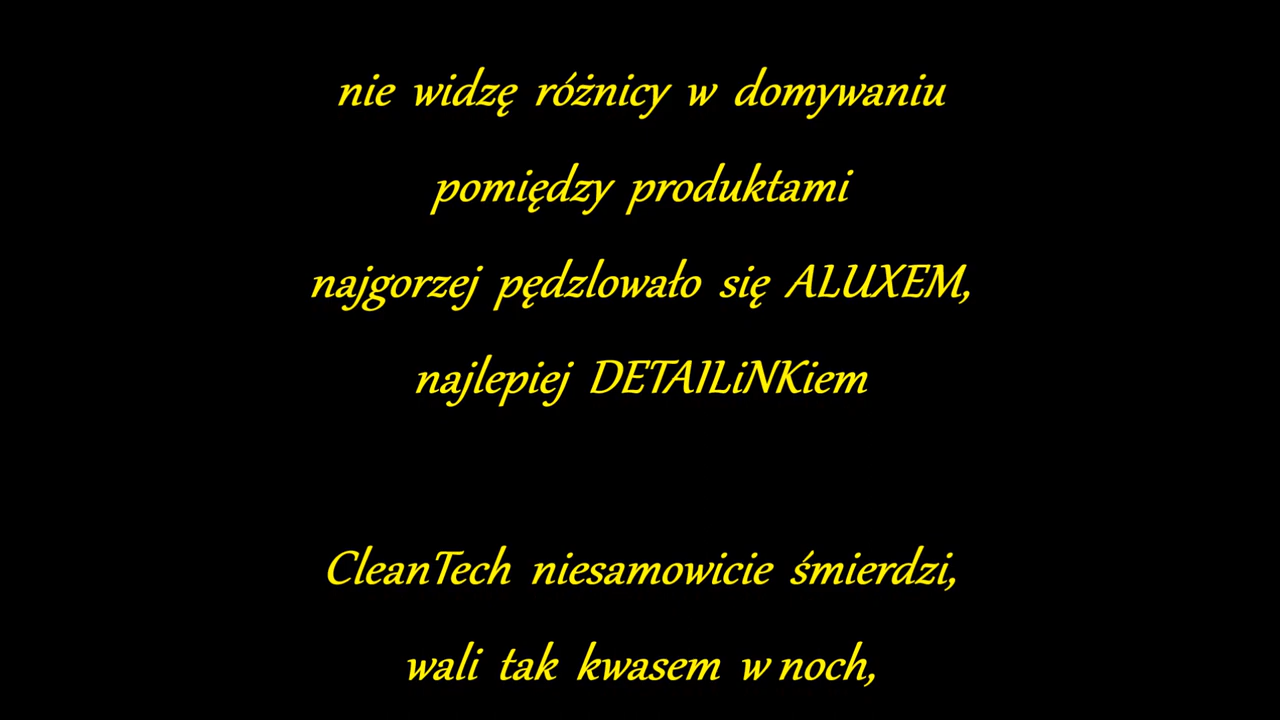 nie widzę różnicy w domywaniu
pomiędzy produktami
najgorzej pędzlowało się ALUXEM,
najlepiej DETAILiNKiem
CleanTech niesamowicie śmierdzi,
wali tak kwasem w noch,